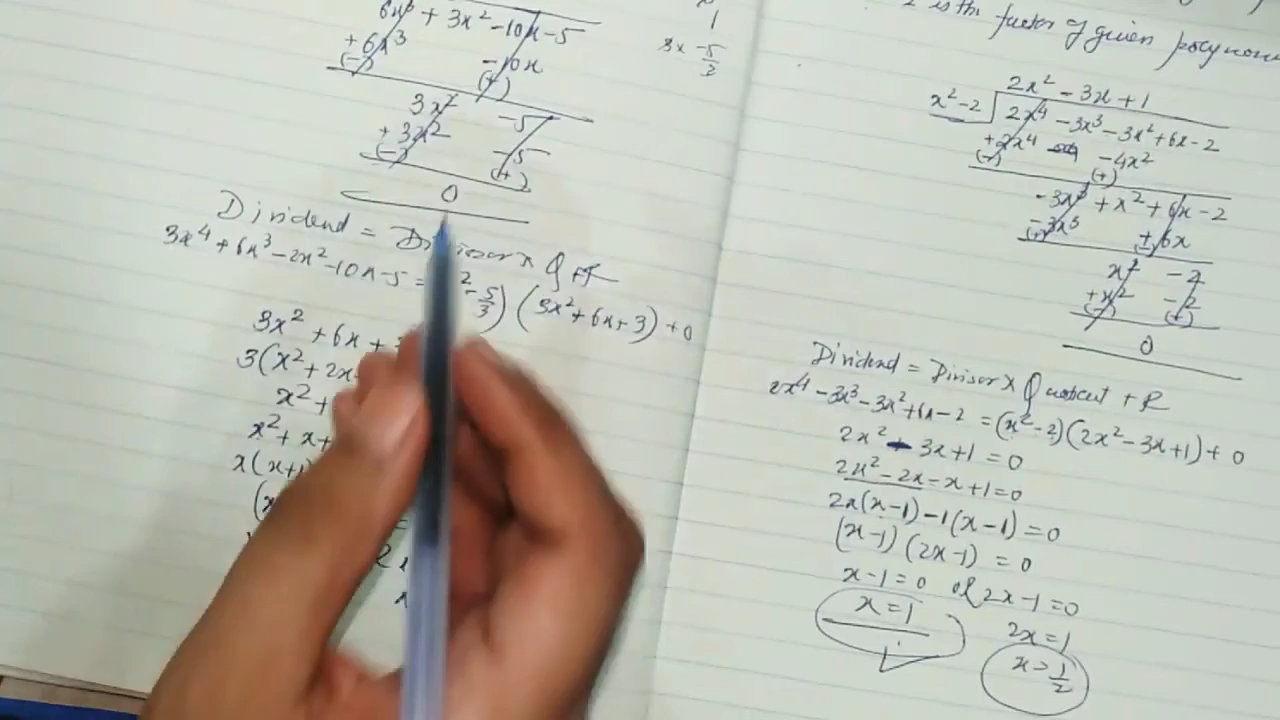 6x³ + 3x² - 10x - 5
+ 6x³ - 10x
(-) (+)
3x² - 5
+ 3x² - 5
(-) (+)
0
Dividend = Divisor x Q + R
3x⁴ + 6x³ - 2x² - 10x - 5 = ² - 5/3) (3x² + 6x + 3) + 0
3x² + 6x +
3(x² + 2x
x² +
x² + x +
x(x+1)
(x
1
3x -5/2
is the factor of given
2x² - 3x + 1
x² - 2 ) 2x⁴ - 3x³ - 3x² + 6x - 2
+ 2x⁴ - 4x²
(-) (+)
- 3x³ + x² + 6x - 2
- 3x³ + 6x
(+) (-)
x² - 2
+ x² - 2
(-) (+)
0
Dividend = Divisor x Quotient + R
2x⁴ - 3x³ - 3x² + 6x - 2 = (x² - 2) (2x² - 3x + 1) + 0
2x² - 3x + 1 = 0
2x² - 2x - x + 1 = 0
2x(x - 1) - 1(x - 1) = 0
(x - 1) (2x - 1) = 0
x - 1 = 0 or 2x - 1 = 0
x = 1
2x = 1
x = 1/2